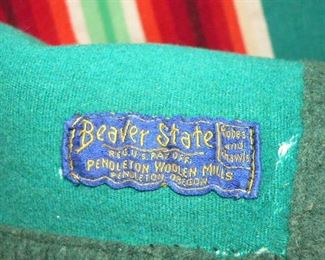 Beaver State
Robes
and
Shawls
REG. U.S. PAT. OFF.
PENDLETON WOOLEN MILLS
PENDLETON, OREGON